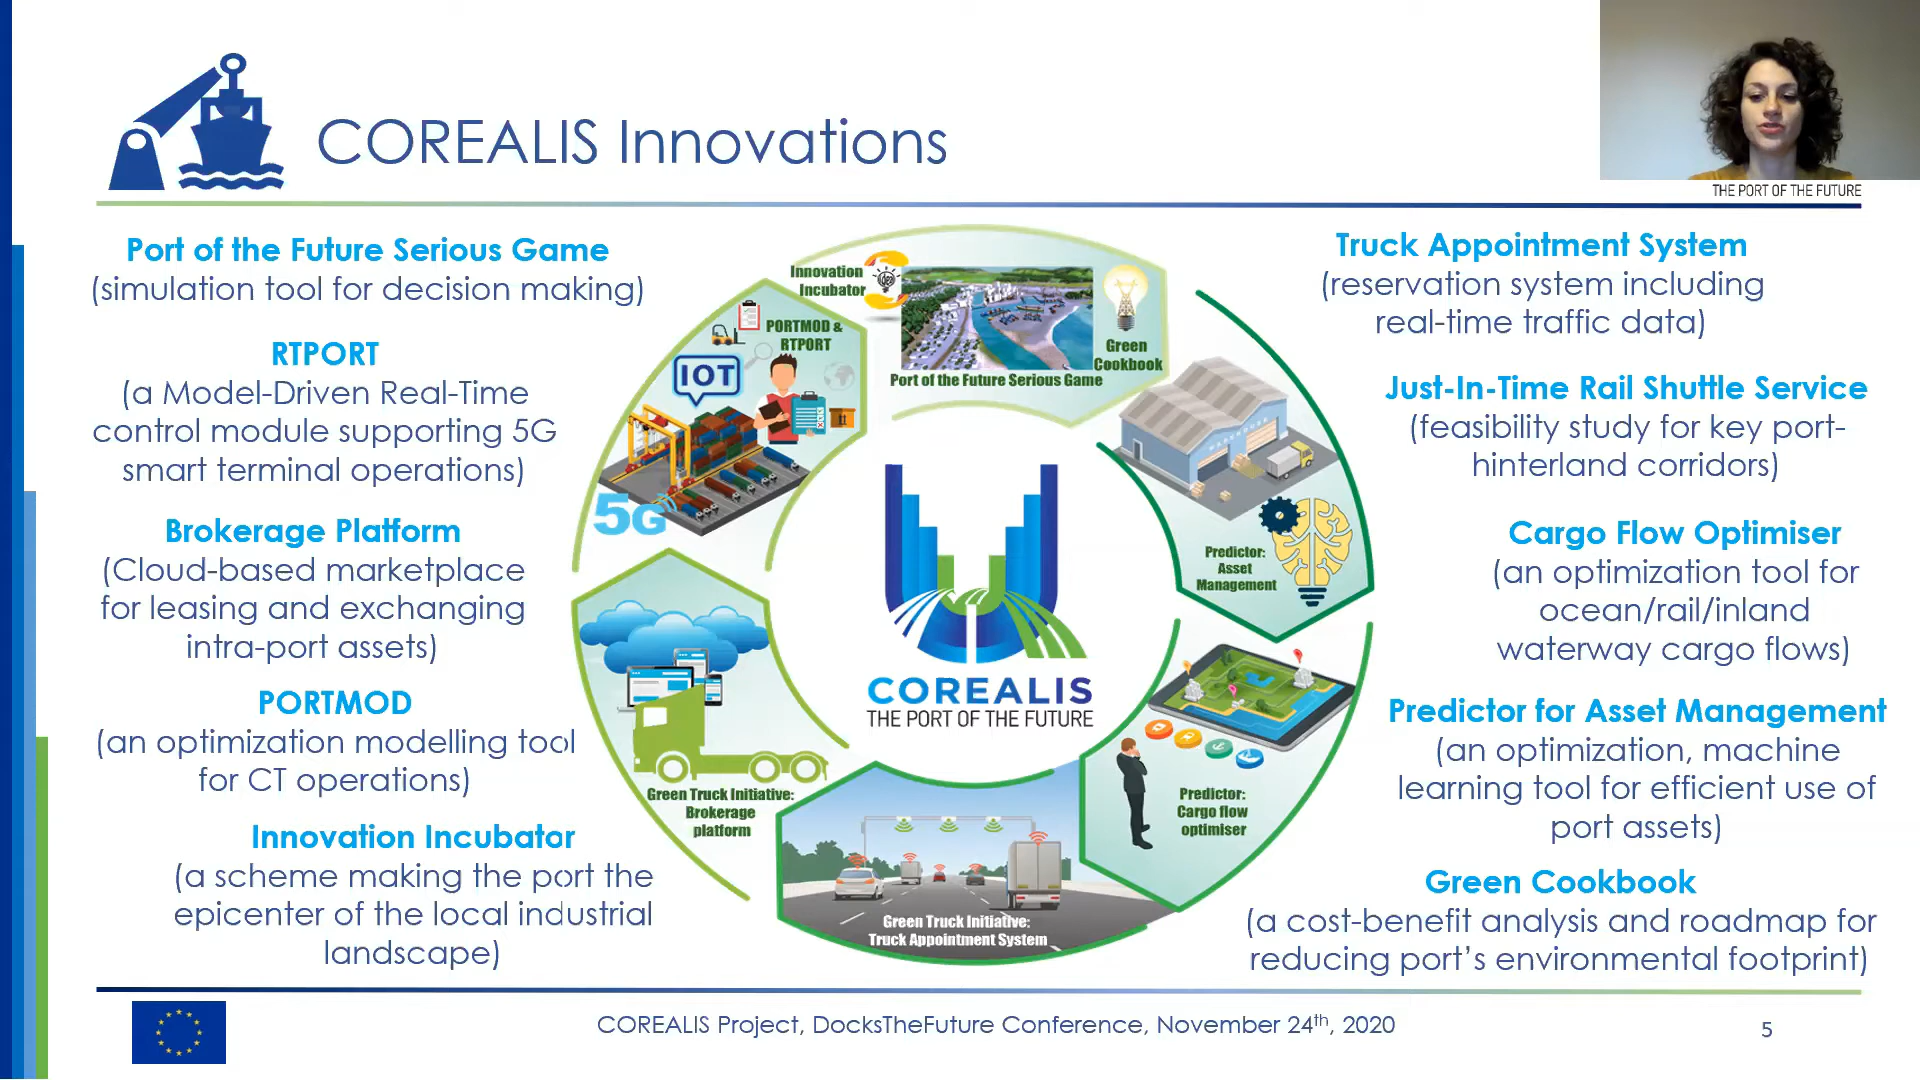 COREALIS Innovations
THE PORT OF THE FUTURE
Port of the Future Serious Game
(simulation tool for decision making)
RTPORT
(a Model-Driven Real-Time
control module supporting 5G
smart terminal operations)
Brokerage Platform
(Cloud-based marketplace
for leasing and exchanging
intra-port assets)
PORTMOD
(an optimization modelling tool
for CT operations)
Innovation Incubator
(a scheme making the port the
epicenter of the local industrial
landscape)
Innovation
Incubator
PORTMOD &
RTPORT
IOT
5G
Green
Cookbook
Port of the Future Serious Game
Predictor:
Asset
Management
COREALIS
THE PORT OF THE FUTURE
Green Truck Initiative:
Brokerage
platform
Predictor:
Cargo flow
optimiser
Green Truck Initiative:
Truck Appointment System
Truck Appointment System
(reservation system including
real-time traffic data)
Just-In-Time Rail Shuttle Service
(feasibility study for key port-
hinterland corridors)
Cargo Flow Optimiser
(an optimization tool for
ocean/rail/inland
waterway cargo flows)
Predictor for Asset Management
(an optimization, machine
learning tool for efficient use of
port assets)
Green Cookbook
(a cost-benefit analysis and roadmap for
reducing port’s environmental footprint)
COREALIS Project, DocksTheFuture Conference, November 24th, 2020
5